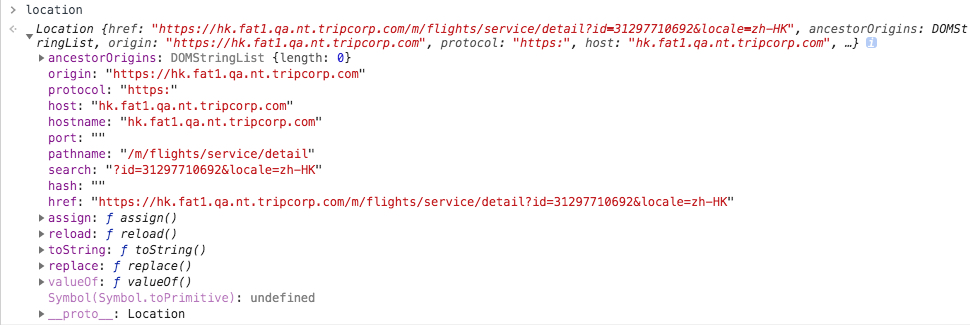 > location
Location {href: "https://hk.fat1.qa.nt.tripcorp.com/m/flights/service/detail?id=31297710692&locale=zh-HK", ancestorOrigins: DOMSt
ringList, origin: "https://hk.fat1.qa.nt.tripcorp.com", protocol: "https:", host: "hk.fat1.qa.nt.tripcorp.com", …} i
ancestorOrigins: DOMStringList {length: 0}
origin: "https://hk.fat1.qa.nt.tripcorp.com"
protocol: "https:"
host: "hk.fat1.qa.nt.tripcorp.com"
hostname: "hk.fat1.qa.nt.tripcorp.com"
port: ""
pathname: "/m/flights/service/detail"
search: "?id=31297710692&locale=zh-HK"
hash: ""
href: "https://hk.fat1.qa.nt.tripcorp.com/m/flights/service/detail?id=31297710692&locale=zh-HK"
assign: ƒ assign()
reload: ƒ reload()
toString: ƒ toString()
replace: ƒ replace()
valueOf: ƒ valueOf()
Symbol(Symbol.toPrimitive): undefined
__proto__: Location